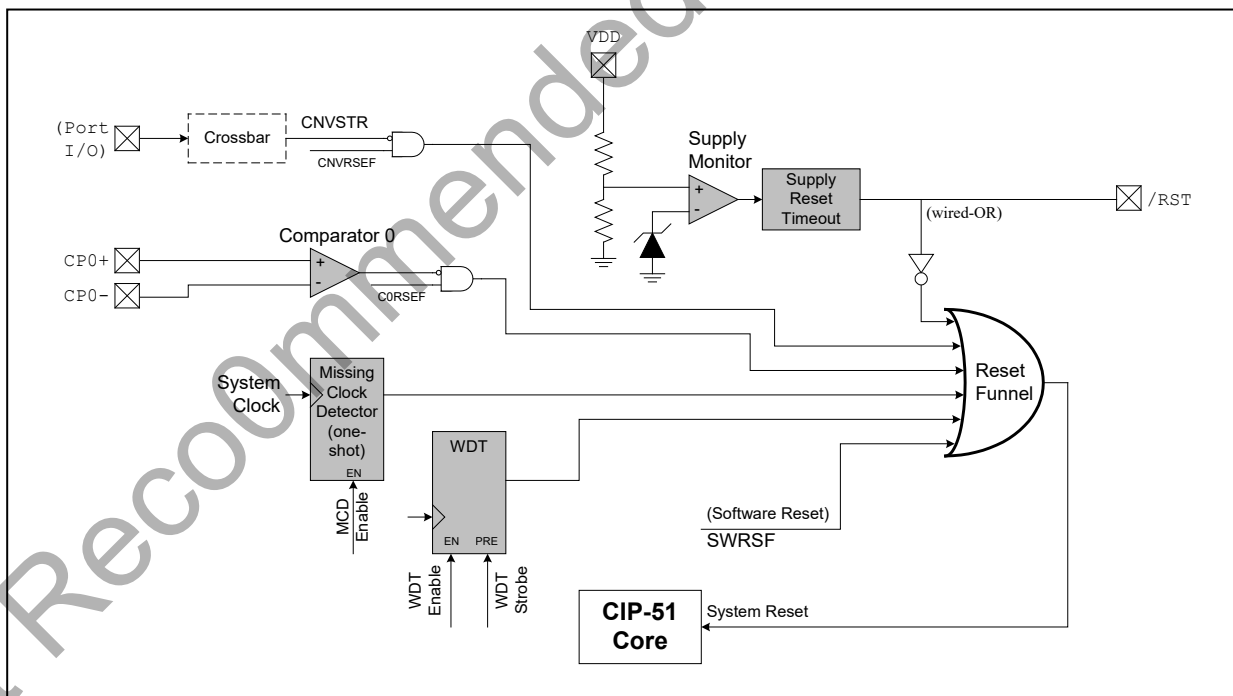 VDD
(Port
I/O)
Crossbar
CNVSTR
CNVRSEF
Supply
Monitor
+
-
Supply
Reset
Timeout
(wired-OR)
/RST
Comparator 0
CP0+
CP0-
+
-
C0RSEF
System
Clock
Missing
Clock
Detector
(one-
shot)
EN
MCD
Enable
WDT
EN
PRE
WDT
Enable
WDT
Strobe
Reset
Funnel
(Software Reset)
SWRSF
CIP-51
Core
System Reset
Reco0mmended